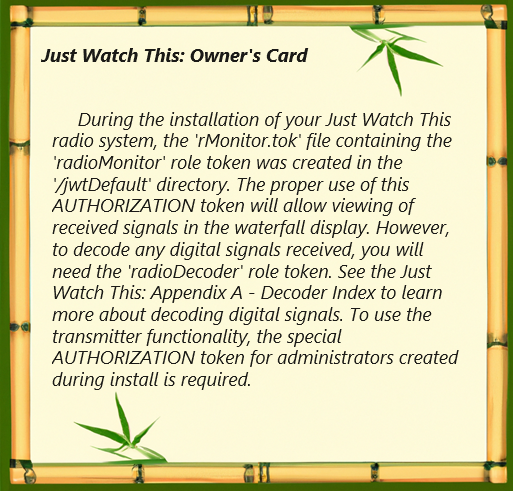 Just Watch This: Owner's Card
During the installation of your Just Watch This
radio system, the 'rMonitor.tok' file containing the
'radioMonitor' role token was created in the
'/jwtDefault' directory. The proper use of this
AUTHORIZATION token will allow viewing of
received signals in the waterfall display. However,
to decode any digital signals received, you will
need the 'radioDecoder' role token. See the Just
Watch This: Appendix A - Decoder Index to learn
more about decoding digital signals. To use the
transmitter functionality, the special
AUTHORIZATION token for administrators created
during install is required.